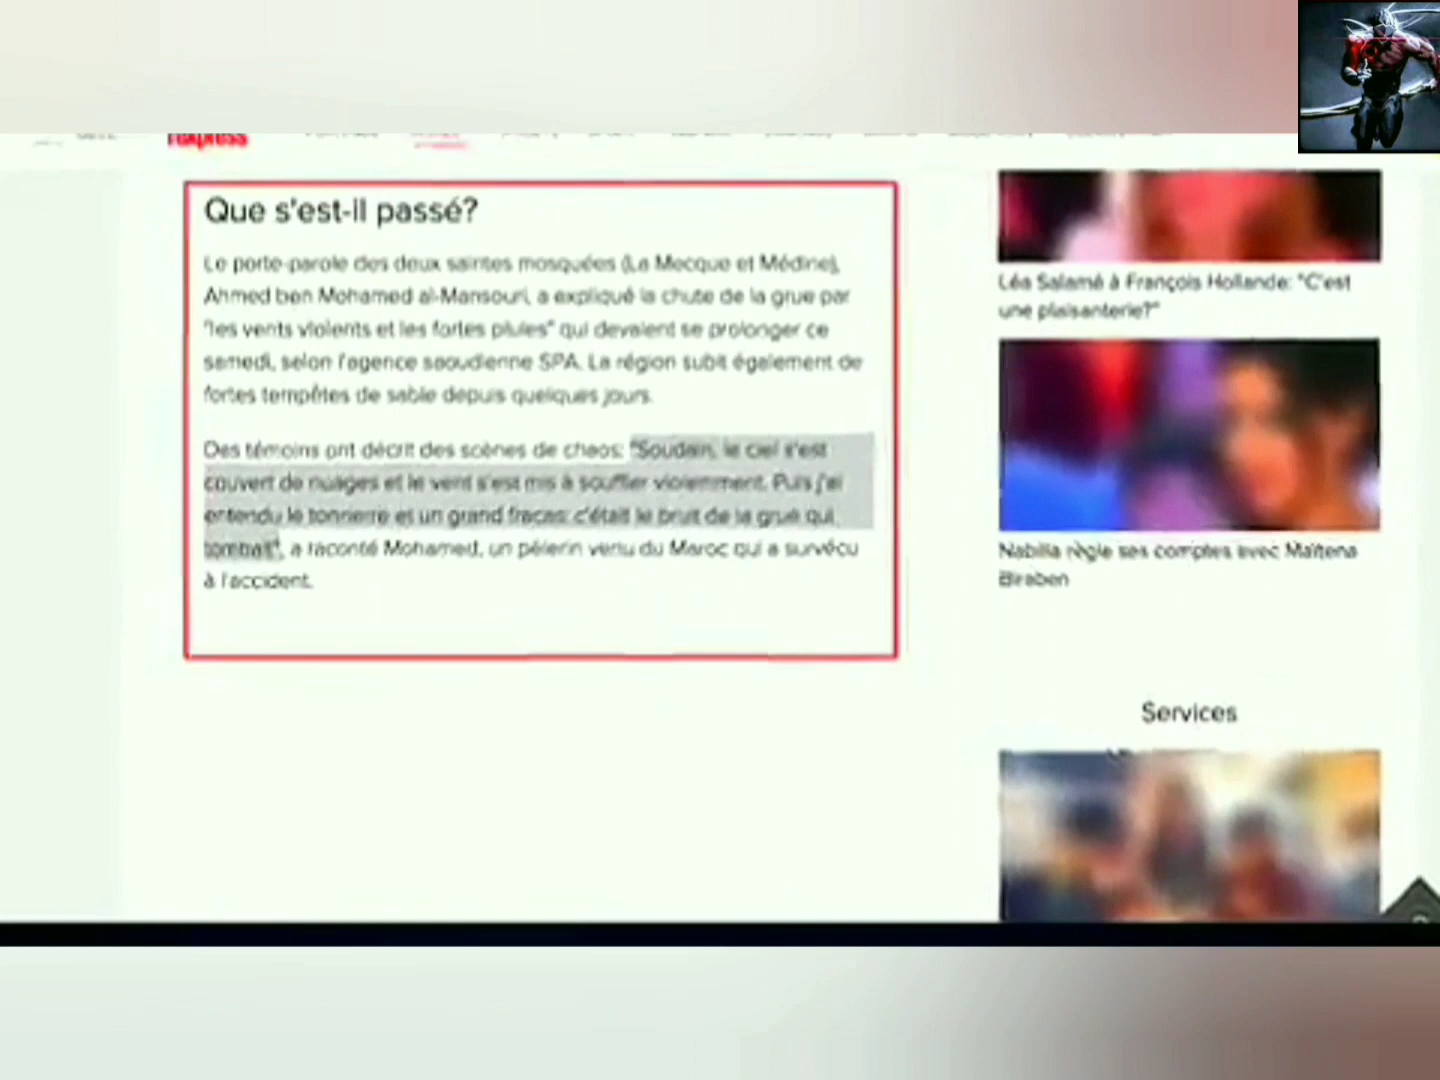 l'express
Que s'est-il passé?
Le porte-parole des deux saintes mosquées (La Mecque et Médine),
Ahmed ben Mohamed al-Mansouri, a expliqué la chute de la grue par
"les vents violents et les fortes pluies" qui devaient se prolonger ce
samedi, selon l'agence saoudienne SPA. La région subit également de
fortes tempêtes de sable depuis quelques jours.
Des témoins ont décrit des scènes de chaos: "Soudain, le ciel s'est
couvert de nuages et le vent s'est mis à souffler violemment. Puis j'ai
entendu le tonnerre et un grand fracas: c'était le bruit de la grue qui
tombait", a raconté Mohamed, un pèlerin venu du Maroc qui a survécu
à l'accident.
Léa Salamé à François Hollande: "C'est
une plaisanterie?"
Nabilla règle ses comptes avec Maïtena
Biraben
Services